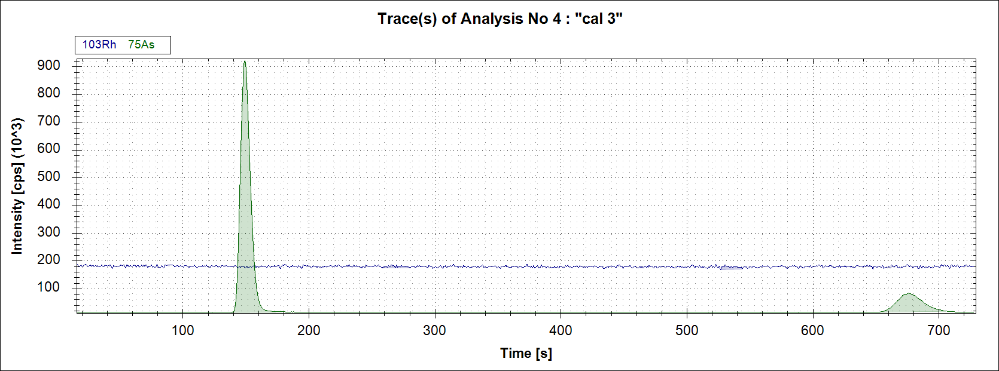 Trace(s) of Analysis No 4 : "cal 3"
103Rh 75As
Intensity [cps] (10^3)
900
800
700
600
500
400
300
200
100
100 200 300 400 500 600 700
Time [s]